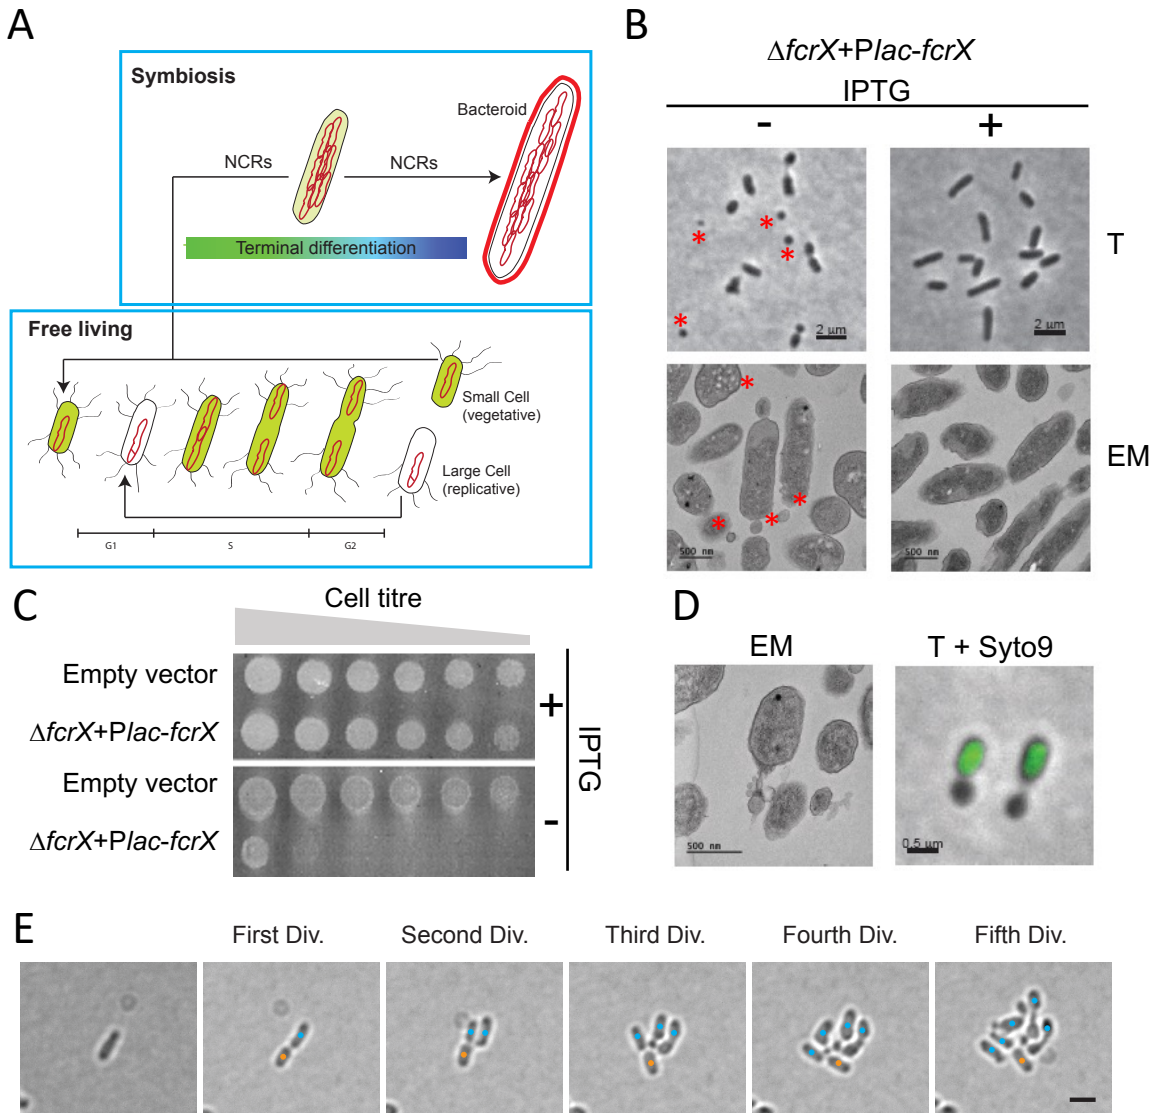 A
Symbiosis
Bacteroid
NCRs
NCRs
Terminal differentiation
Free living
Small Cell
(vegetative)
Large Cell
(replicative)
G1
S
G2
B
ΔfcrX+Plac-fcrX
IPTG
- +
* * * *
2 µm
2 µm
T
* * * *
500 nm
500 nm
EM
C
Cell titre
Empty vector
ΔfcrX+Plac-fcrX
+
Empty vector
ΔfcrX+Plac-fcrX
-
IPTG
D
EM
T + Syto9
500 nm
0.5 µm
E
First Div.
Second Div.
Third Div.
Fourth Div.
Fifth Div.